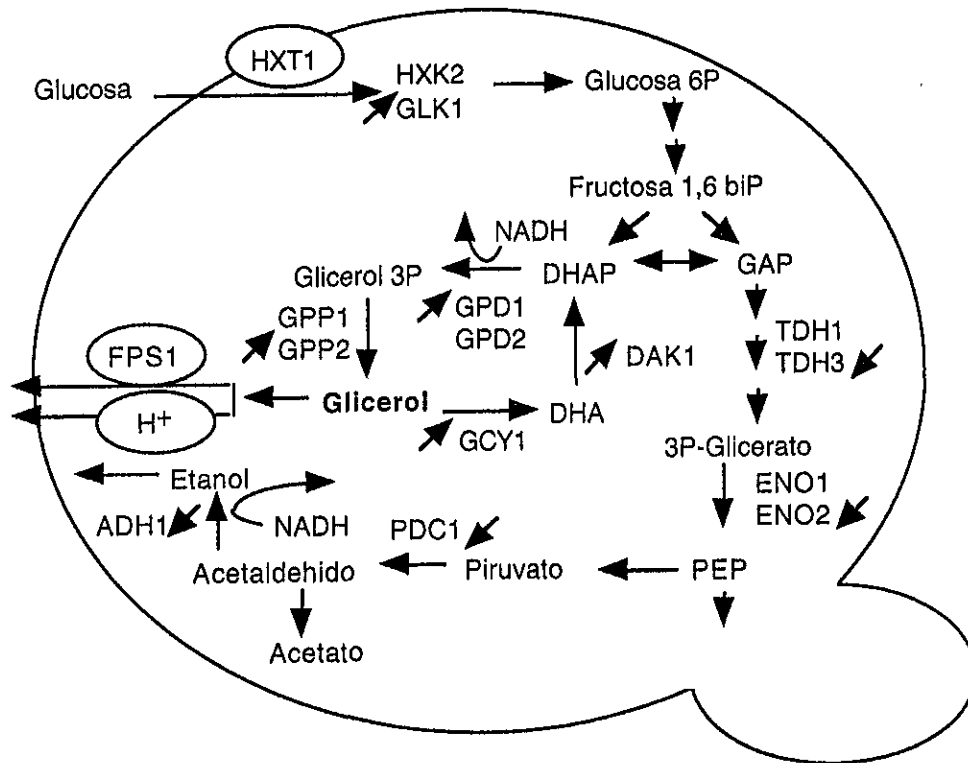 HXT1
Glucosa
HXK2
GLK1
Glucosa 6P
Fructosa 1,6 biP
NADH
Glicerol 3P
DHAP
GAP
GPP1
GPP2
GPD1
GPD2
TDH1
TDH3
FPS1
DAK1
H+
Glicerol
DHA
GCY1
3P-Glicerato
Etanol
ENO1
ENO2
ADH1
NADH
PDC1
Acetaldehido
Piruvato
PEP
Acetato